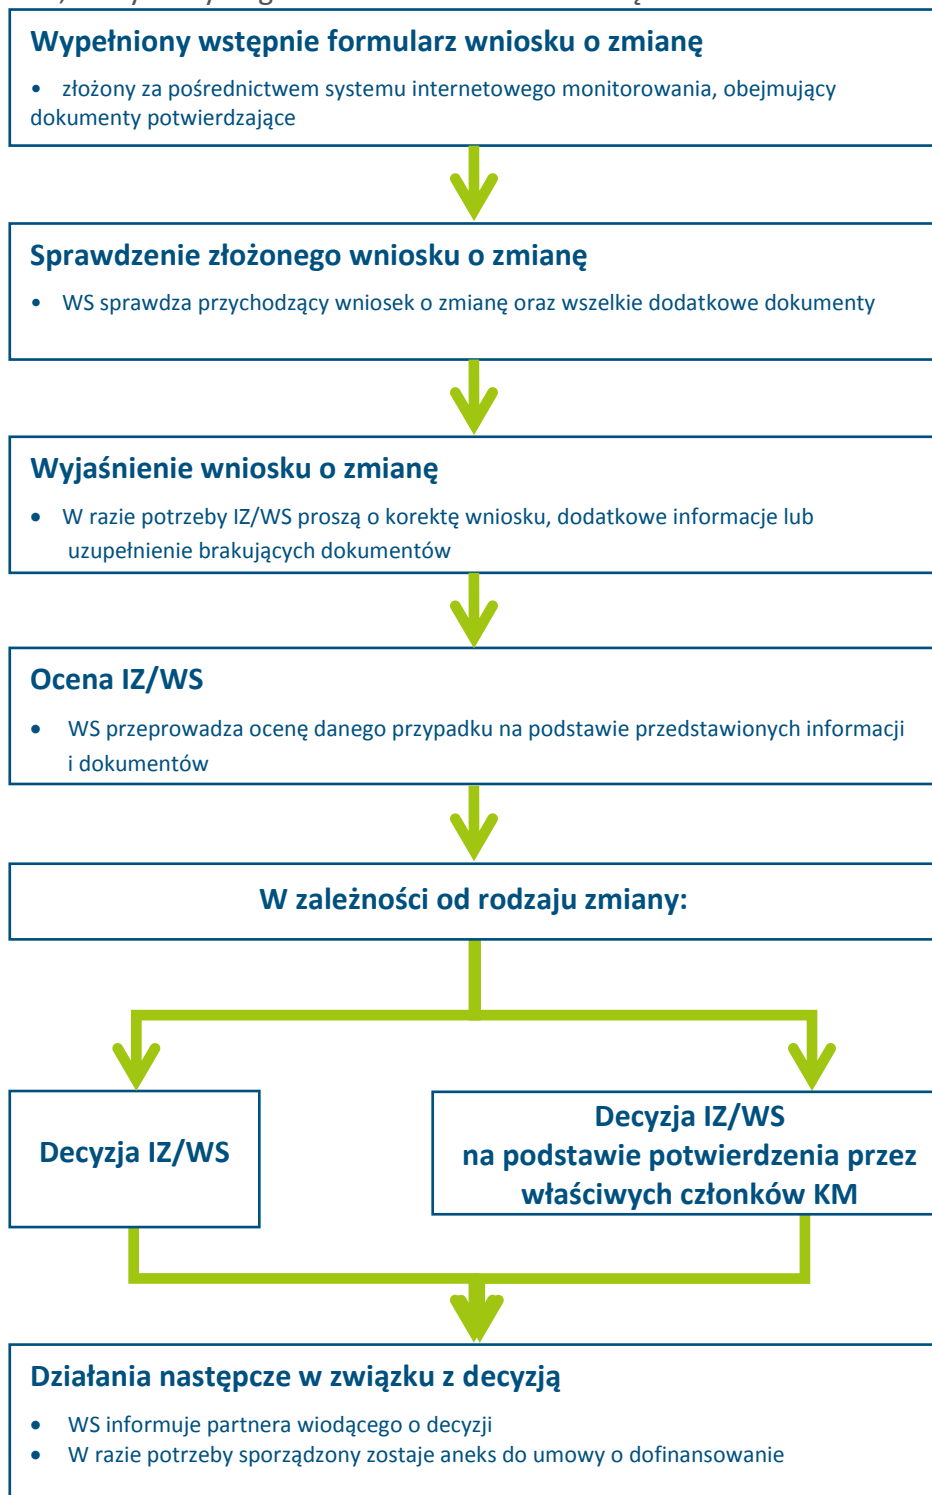 Wypełniony wstępnie formularz wniosku o zmianę
• złożony za pośrednictwem systemu internetowego monitorowania, obejmujący
dokumenty potwierdzające
Sprawdzenie złożonego wniosku o zmianę
• WS sprawdza przychodzący wniosek o zmianę oraz wszelkie dodatkowe dokumenty
Wyjaśnienie wniosku o zmianę
• W razie potrzeby IZ/WS proszą o korektę wniosku, dodatkowe informacje lub
uzupełnienie brakujących dokumentów
Ocena IZ/WS
• WS przeprowadza ocenę danego przypadku na podstawie przedstawionych informacji
i dokumentów
W zależności od rodzaju zmiany:
Decyzja IZ/WS
Decyzja IZ/WS
na podstawie potwierdzenia przez
właściwych członków KM
Działania następcze w związku z decyzją
• WS informuje partnera wiodącego o decyzji
• W razie potrzeby sporządzony zostaje aneks do umowy o dofinansowanie